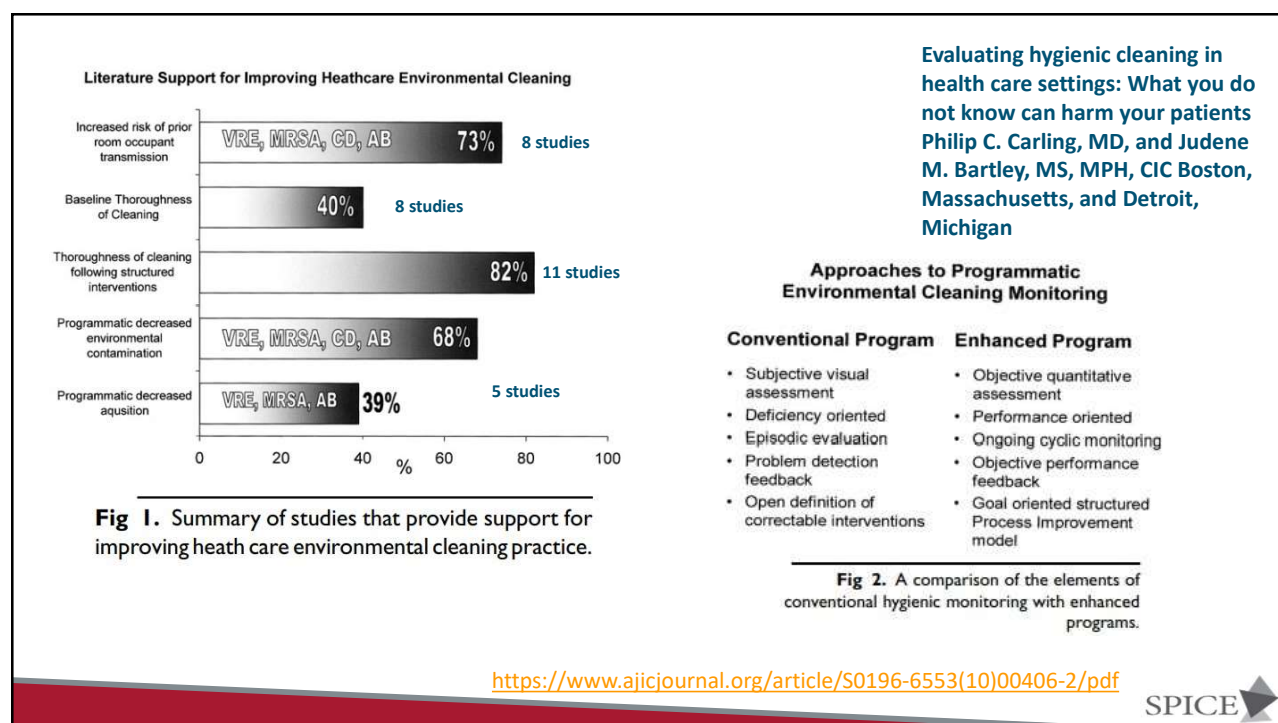 Literature Support for Improving Heathcare Environmental Cleaning
Increased risk of prior
room occupant
transmission
VRE, MRSA, CD, AB
73%
8 studies
Baseline Thoroughness
of Cleaning
40%
8 studies
Thoroughness of cleaning
following structured
interventions
82%
11 studies
Programmatic decreased
environmental
contamination
VRE, MRSA, CD, AB
68%
Programmatic decreased
aqusition
VRE, MRSA, AB
39%
5 studies
0 20 40 60 80 100
%
Fig 1. Summary of studies that provide support for
improving heath care environmental cleaning practice.
Evaluating hygienic cleaning in
health care settings: What you do
not know can harm your patients
Philip C. Carling, MD, and Judene
M. Bartley, MS, MPH, CIC Boston,
Massachusetts, and Detroit,
Michigan
Approaches to Programmatic
Environmental Cleaning Monitoring
Conventional Program
• Subjective visual
assessment
• Deficiency oriented
• Episodic evaluation
• Problem detection
feedback
• Open definition of
correctable interventions
Enhanced Program
• Objective quantitative
assessment
• Performance oriented
• Ongoing cyclic monitoring
• Objective performance
feedback
• Goal oriented structured
Process Improvement
model
Fig 2. A comparison of the elements of
conventional hygienic monitoring with enhanced
programs.
https://www.ajicjournal.org/article/S0196-6553(10)00406-2/pdf
SPICE